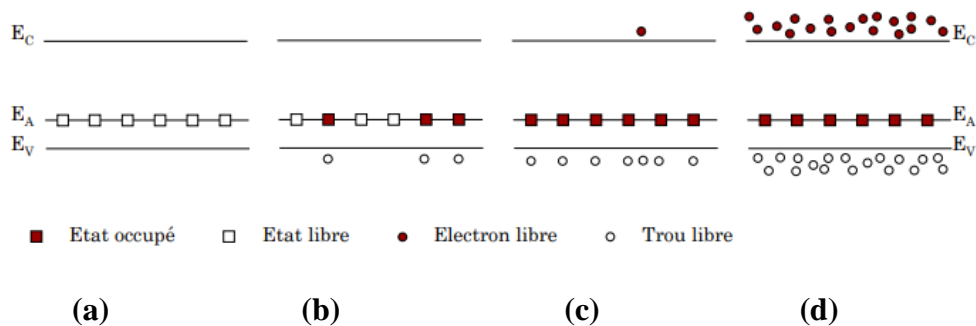 E_C E_C
E_A E_A
E_V E_V
Etat occupé Etat libre Electron libre Trou libre
(a) (b) (c) (d)